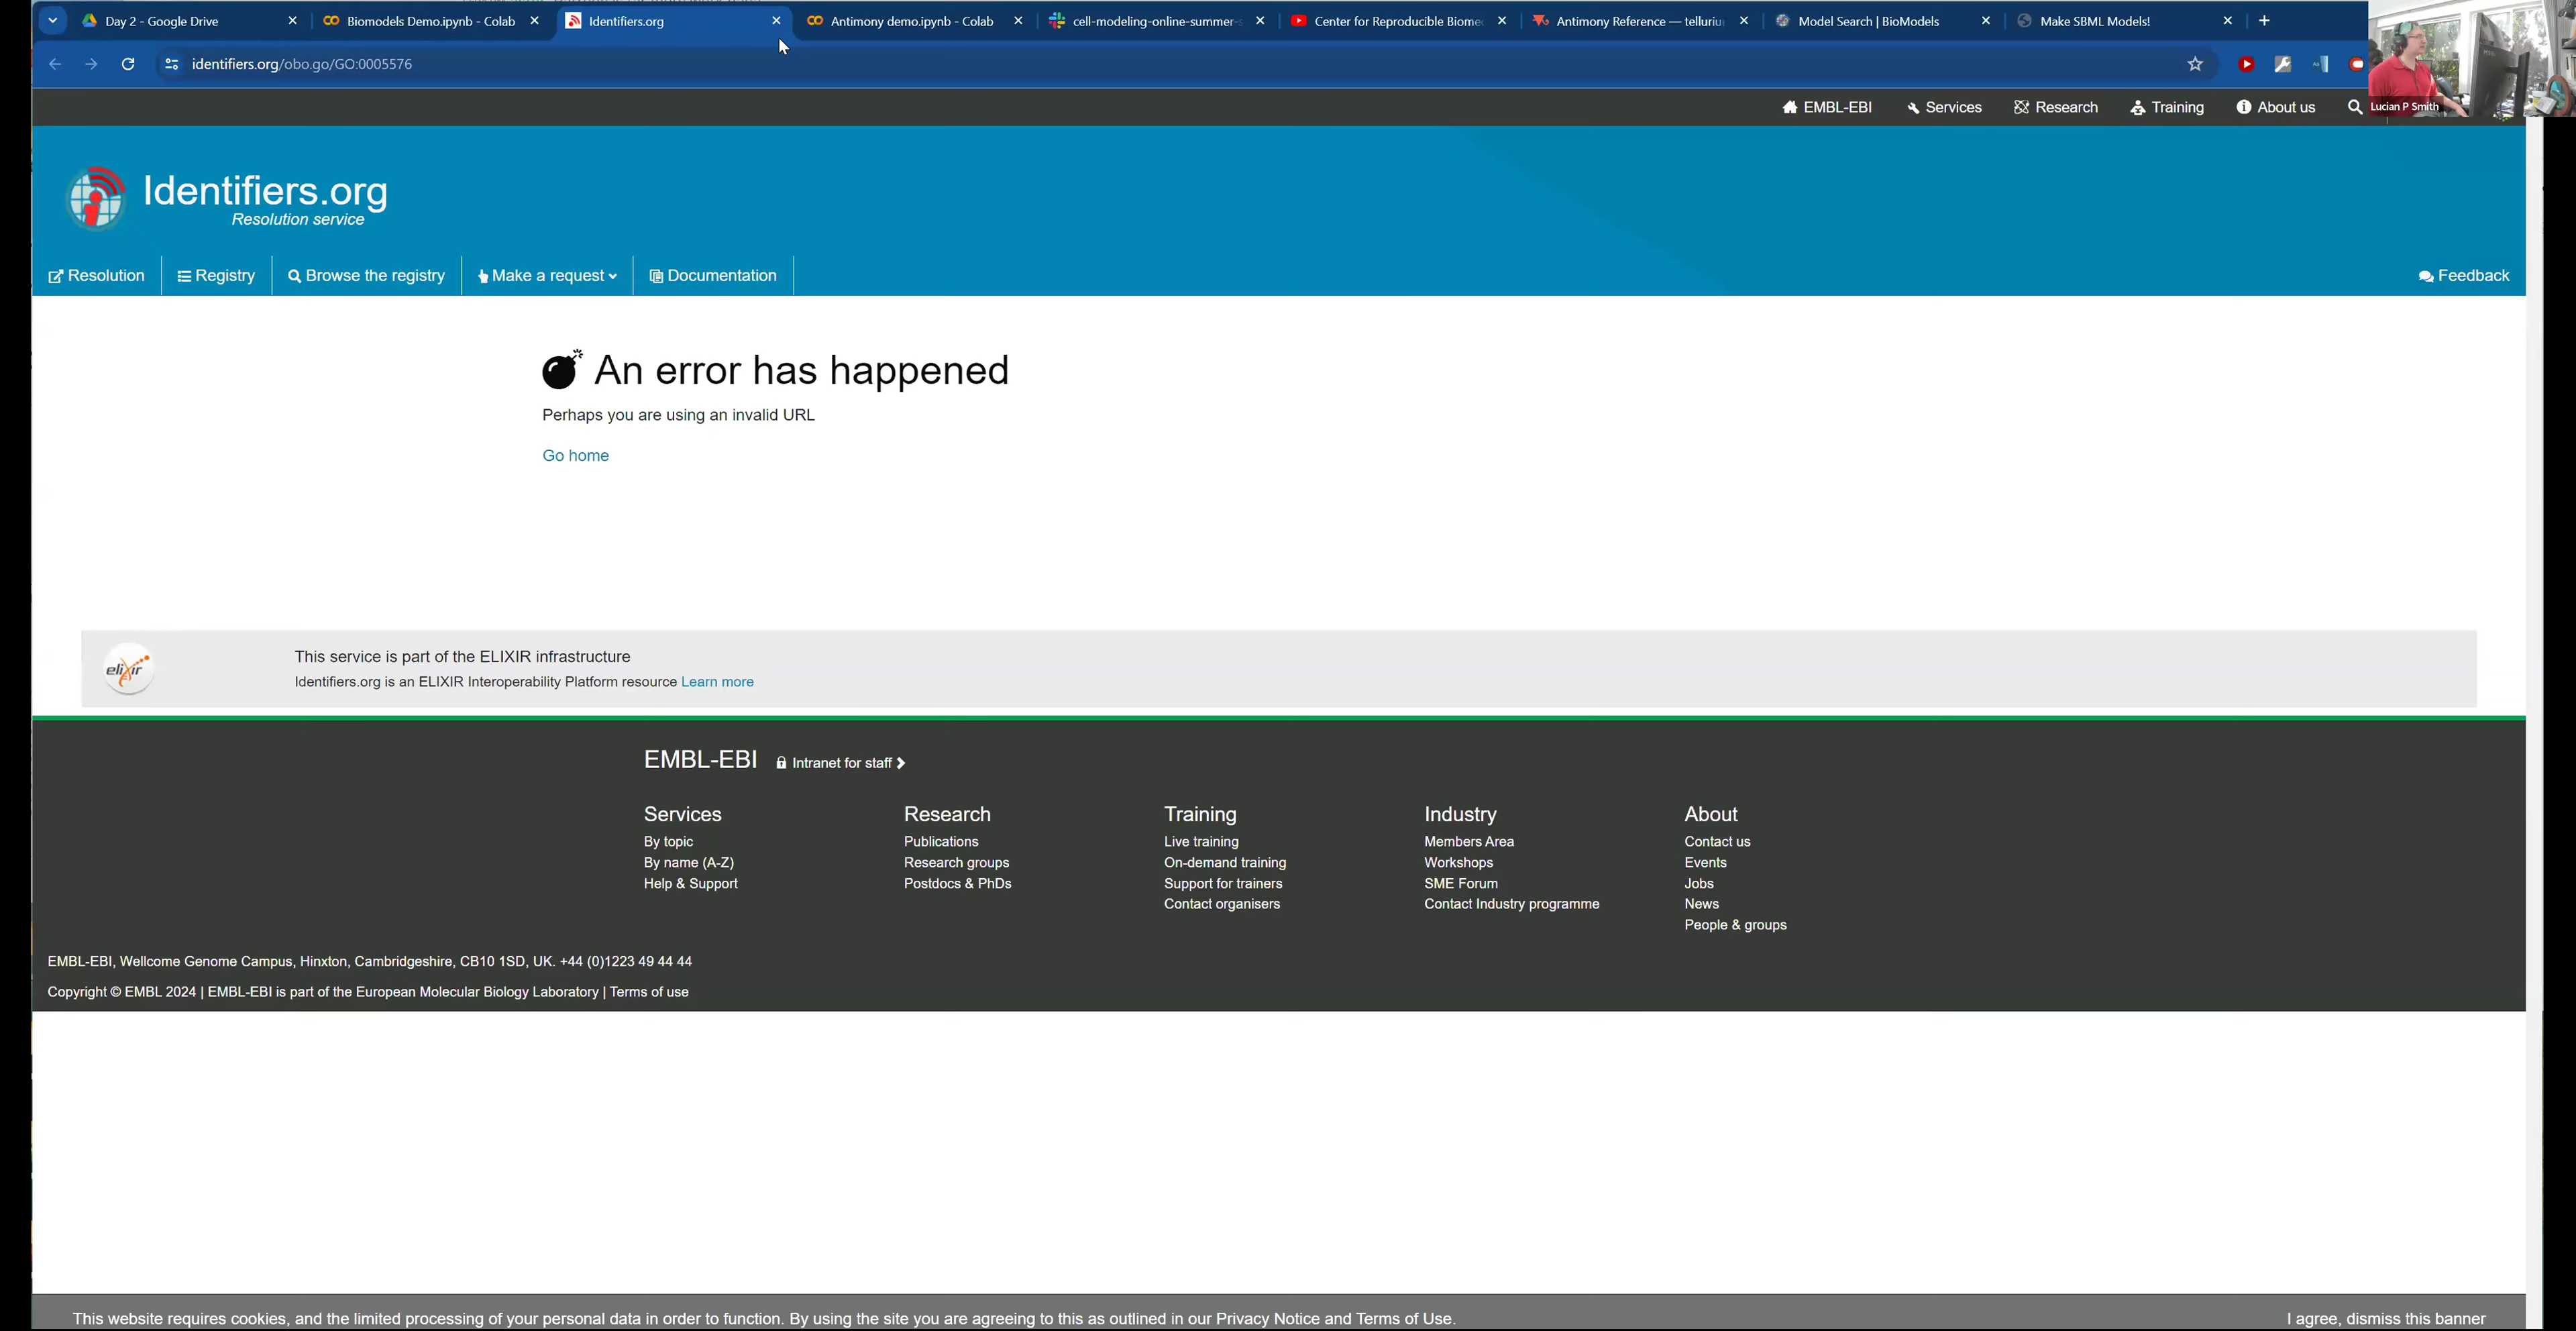 Day 2 - Google Drive
Biomodels Demo.ipynb - Colab
Identifiers.org
Antimony demo.ipynb - Colab
cell-modeling-online-summer-s
Center for Reproducible Biome
Antimony Reference — telluriu
Model Search | BioModels
Make SBML Models!
identifiers.org/obo.go/GO:0005576
Lucian P Smith
EMBL-EBI
Services
Research
Training
About us
Identifiers.org
Resolution service
Resolution
Registry
Browse the registry
Make a request
Documentation
Feedback
An error has happened
Perhaps you are using an invalid URL
Go home
elixir
This service is part of the ELIXIR infrastructure
Identifiers.org is an ELIXIR Interoperability Platform resource Learn more
EMBL-EBI
Intranet for staff
Services
By topic
By name (A-Z)
Help & Support
Research
Publications
Research groups
Postdocs & PhDs
Training
Live training
On-demand training
Support for trainers
Contact organisers
Industry
Members Area
Workshops
SME Forum
Contact Industry programme
About
Contact us
Events
Jobs
News
People & groups
EMBL-EBI, Wellcome Genome Campus, Hinxton, Cambridgeshire, CB10 1SD, UK. +44 (0)1223 49 44 44
Copyright © EMBL 2024 | EMBL-EBI is part of the European Molecular Biology Laboratory | Terms of use
This website requires cookies, and the limited processing of your personal data in order to function. By using the site you are agreeing to this as outlined in our Privacy Notice and Terms of Use.
I agree, dismiss this banner